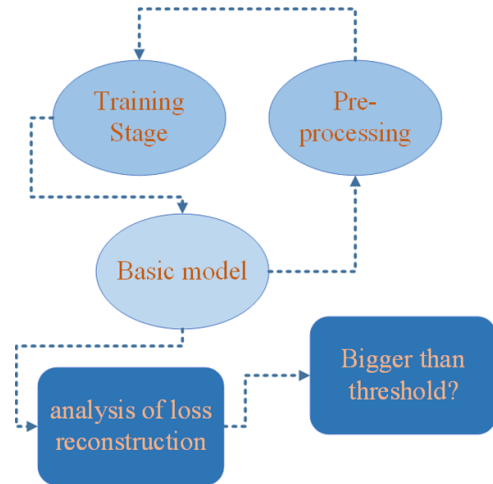 Training
Stage
Pre-
processing
Basic model
Bigger than
threshold?
analysis of loss
reconstruction